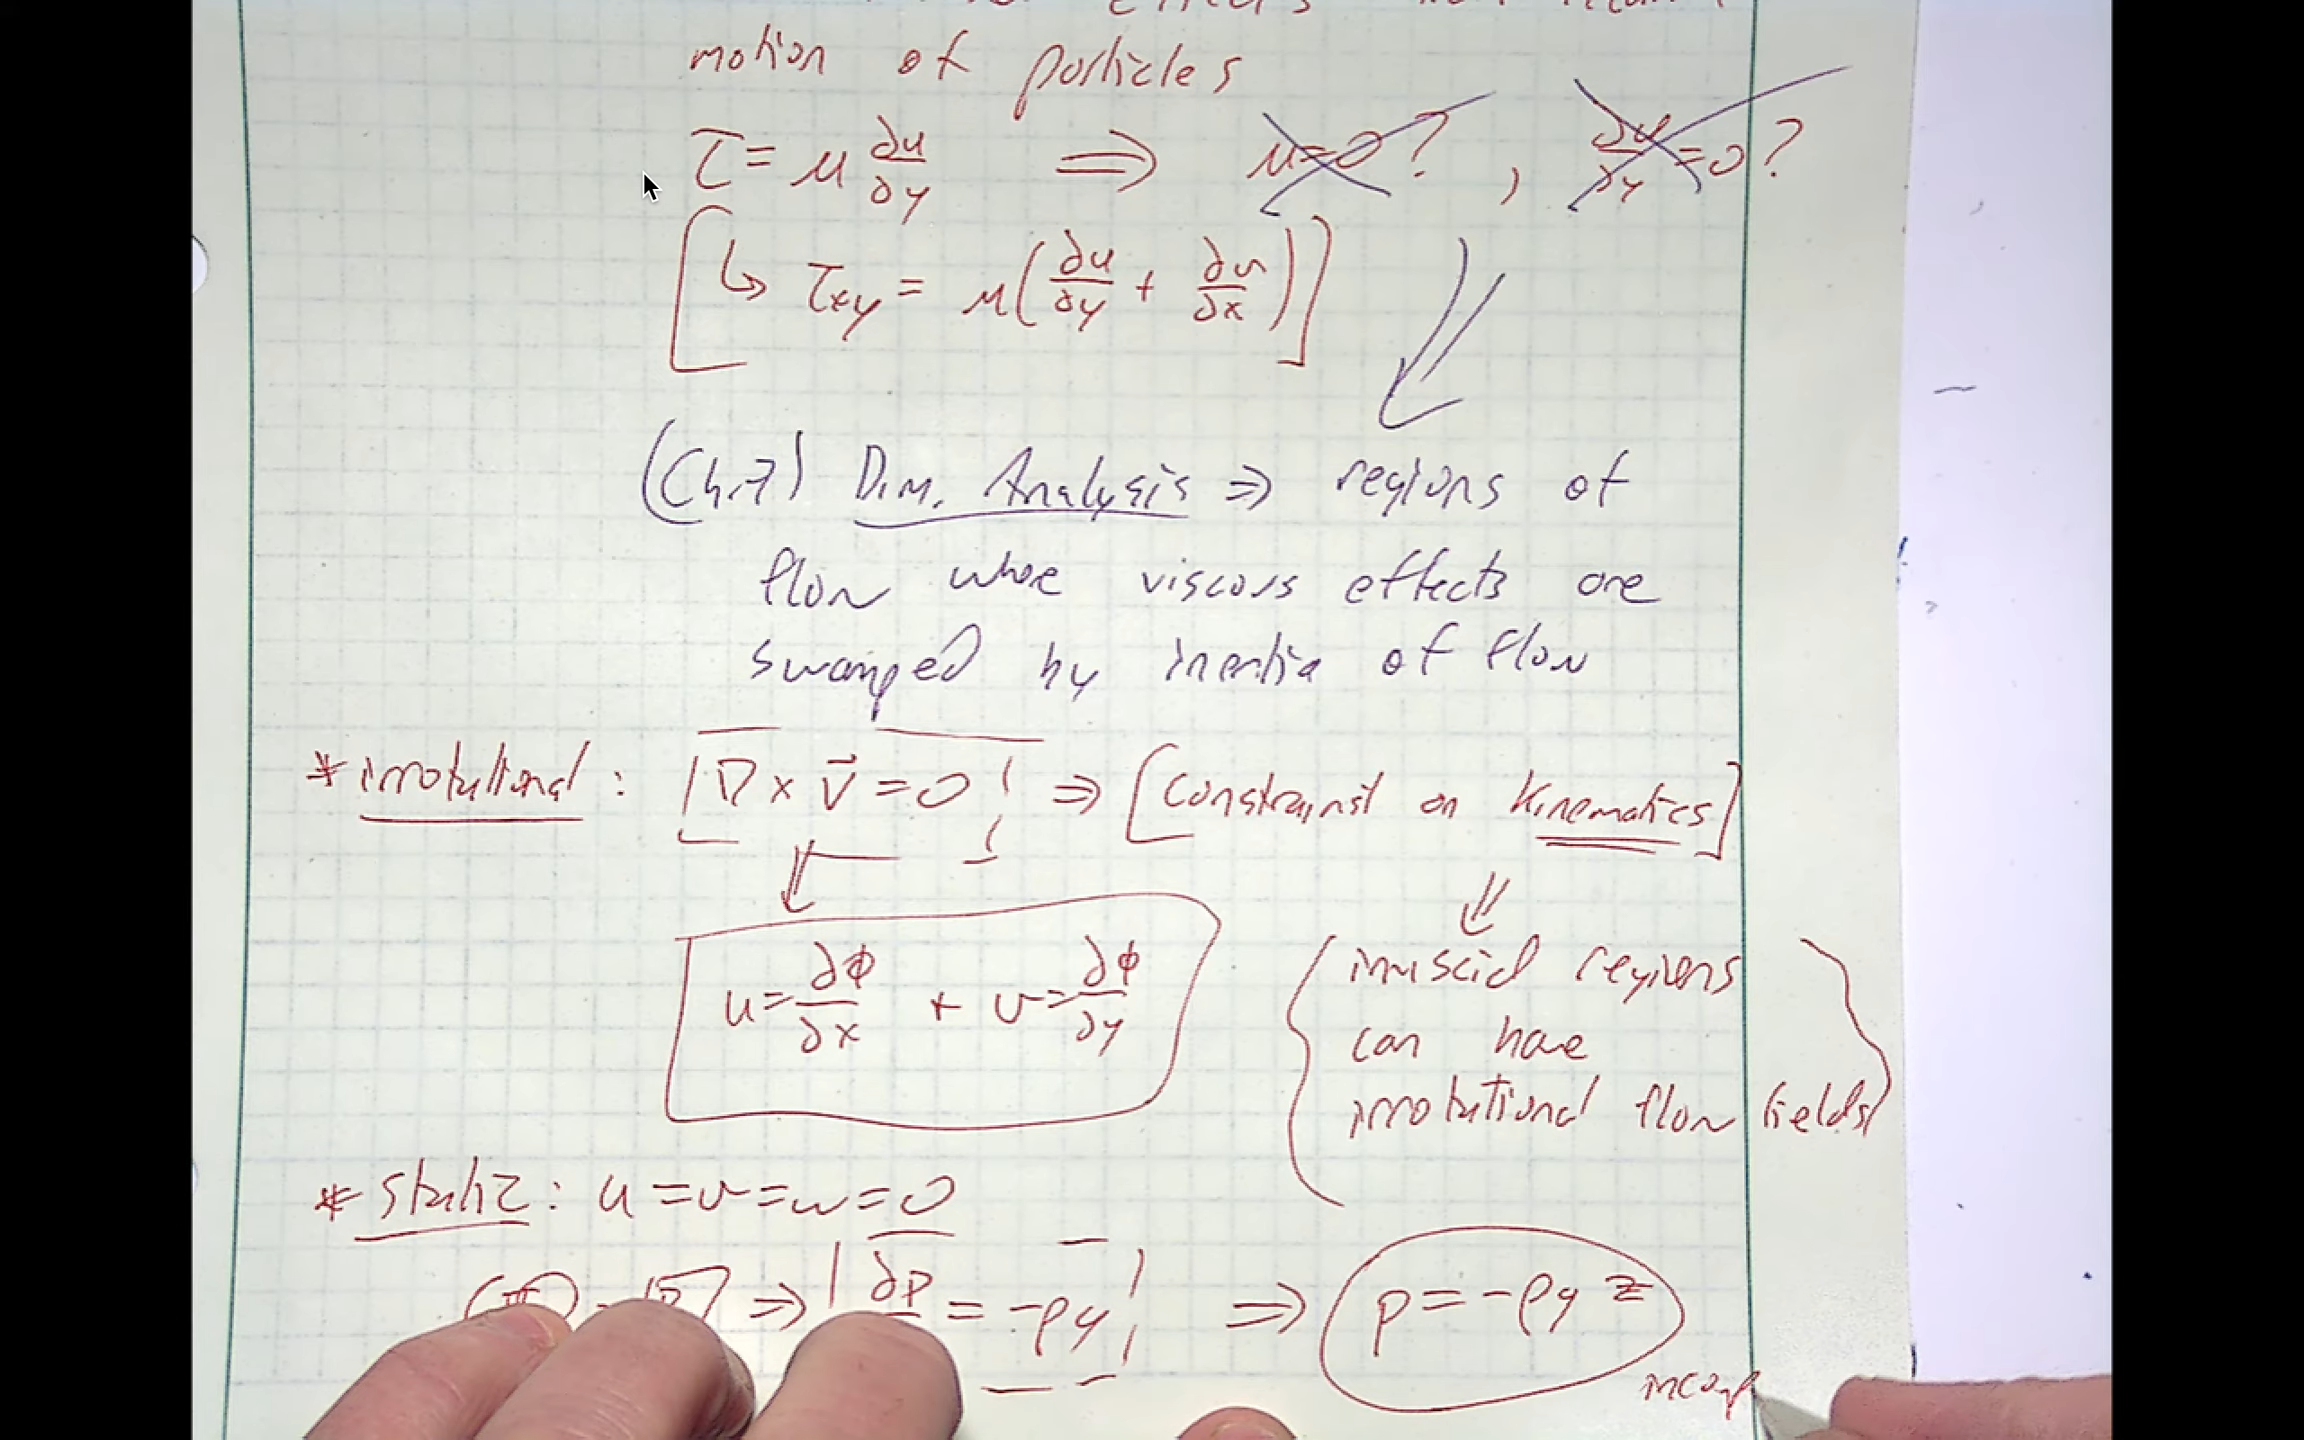 motion of particles
τ = μ ∂u/∂y ⟹ μ=0? , ∂u/∂y = 0?
[↳ τxy = μ(∂u/∂y + ∂v/∂x)]
(Ch.7) Dim. Analysis ⇒ regions of
flow where viscous effects are
swamped by inertia of flow
* irrotational : ∇ × V⃗ = 0 ⇒ [constraint on Kinematics]
⇓ ⇓
u = ∂φ/∂x + v = ∂φ/∂y
inviscid regions
can have
irrotational flow fields
* static : u = v = w = 0
⇒ ∂p = -ρg ⟹ p = -ρg z
incomp